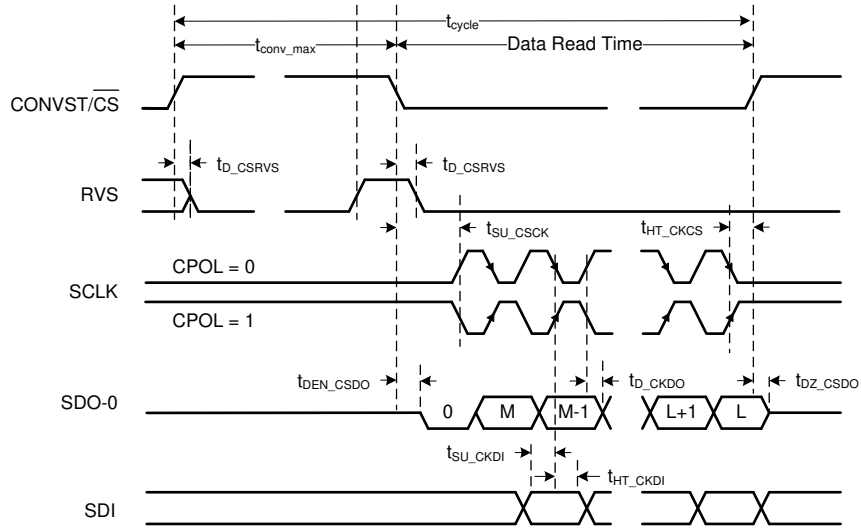 t_cycle
t_conv_max
Data Read Time
CONVST/C̅S̅
t_D_CSRVS
t_D_CSRVS
RVS
t_SU_CSCK
t_HT_CKCS
CPOL = 0
SCLK
CPOL = 1
t_DEN_CSDO
t_D_CKDO
t_DZ_CSDO
SDO-0
0
M
M-1
L+1
L
t_SU_CKDI
t_HT_CKDI
SDI